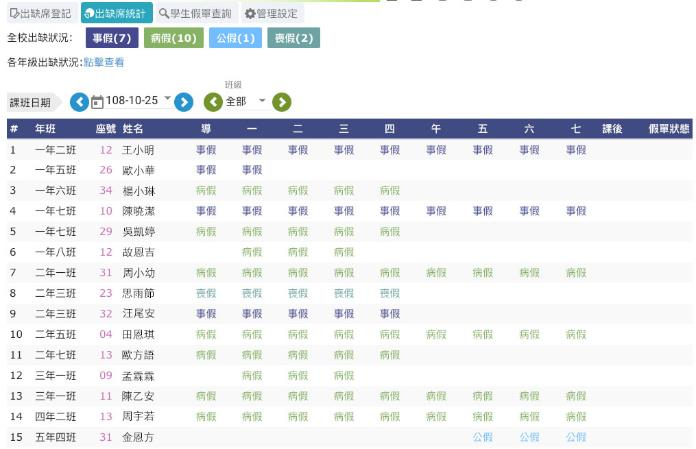 出缺席登記 出缺席統計 學生假單查詢 管理設定
全校出缺狀況: 事假(7) 病假(10) 公假(1) 喪假(2)
各年級出缺狀況:點擊查看
班級
課班日期 108-10-25 全部
# 年班 座號 姓名 導 一 二 三 四 午 五 六 七 課後 假單狀態
1 一年二班 12 王小明 事假 事假 事假 事假 事假 事假 事假 事假 事假
2 一年五班 26 歐小華 事假 事假
3 一年六班 34 楊小琳 病假 病假 病假 病假 病假
4 一年七班 10 陳曉潔 事假 事假 事假 事假 事假 事假 事假 事假 事假
5 一年七班 29 吳凱婷 病假 病假 病假 病假 病假
6 一年八班 12 故恩吉 病假 病假 病假
7 二年一班 31 周小幼 病假 病假 病假 病假 病假 病假 病假 病假 病假
8 二年三班 23 思雨節 喪假 喪假 喪假 喪假 喪假
9 二年三班 32 汪尾安 事假 事假 事假 事假 事假
10 二年五班 04 田恩琪 病假 病假 病假 病假 病假 病假 病假 病假 病假
11 二年七班 13 歐方語 病假 病假 病假 病假 病假
12 三年一班 09 孟霖霖 病假 病假 病假
13 三年一班 11 陳乙安 病假 病假 病假 病假 病假 病假 病假 病假 病假
14 四年二班 13 周宇若 病假 病假 病假 病假 病假 病假 病假 病假 病假
15 五年四班 31 金恩方 公假 公假 公假